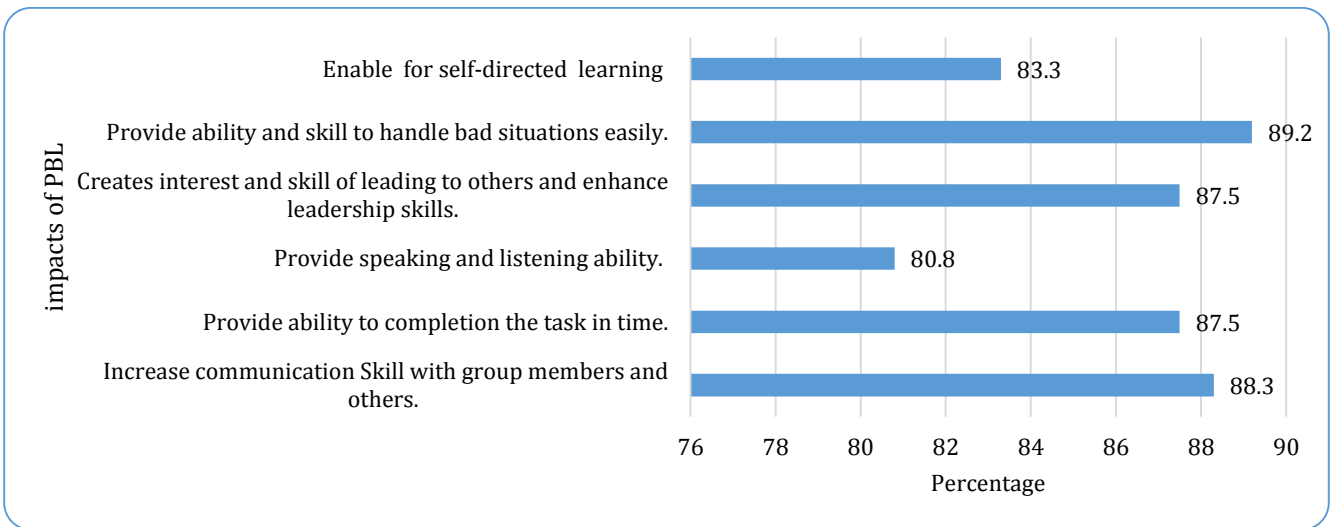 impacts of PBL
Enable for self-directed learning
83.3
Provide ability and skill to handle bad situations easily.
89.2
Creates interest and skill of leading to others and enhance
leadership skills.
87.5
Provide speaking and listening ability.
80.8
Provide ability to completion the task in time.
87.5
Increase communication Skill with group members and
others.
88.3
76 78 80 82 84 86 88 90
Percentage